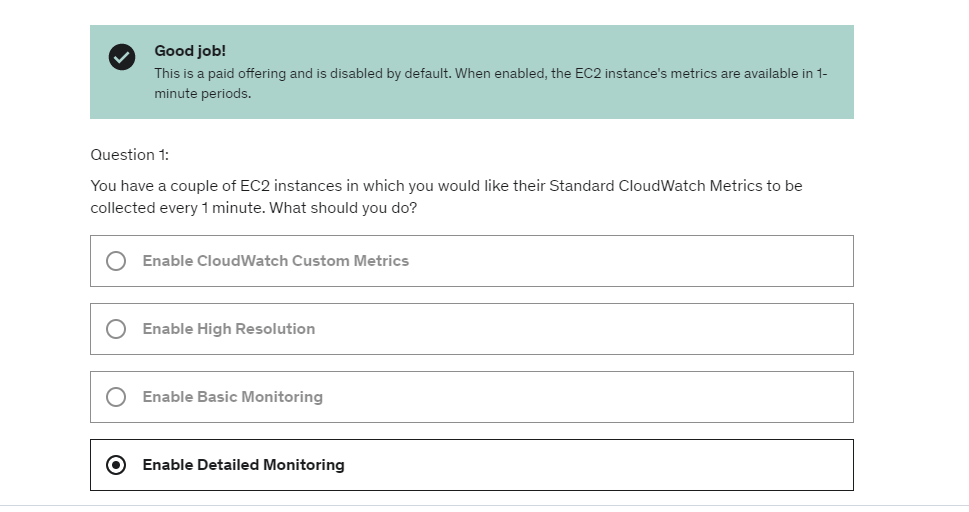 Good job!
This is a paid offering and is disabled by default. When enabled, the EC2 instance's metrics are available in 1-
minute periods.
Question 1:
You have a couple of EC2 instances in which you would like their Standard CloudWatch Metrics to be
collected every 1 minute. What should you do?
Enable CloudWatch Custom Metrics
Enable High Resolution
Enable Basic Monitoring
Enable Detailed Monitoring